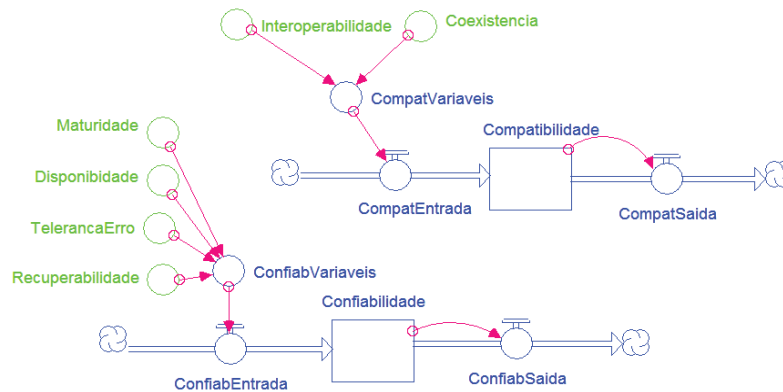 Interoperabilidade
Coexistencia
CompatVariaveis
Maturidade
Compatibilidade
Disponibidade
CompatEntrada
CompatSaida
TelerancaErro
Recuperabilidade
ConfiabVariaveis
Confiabilidade
ConfiabEntrada
ConfiabSaida